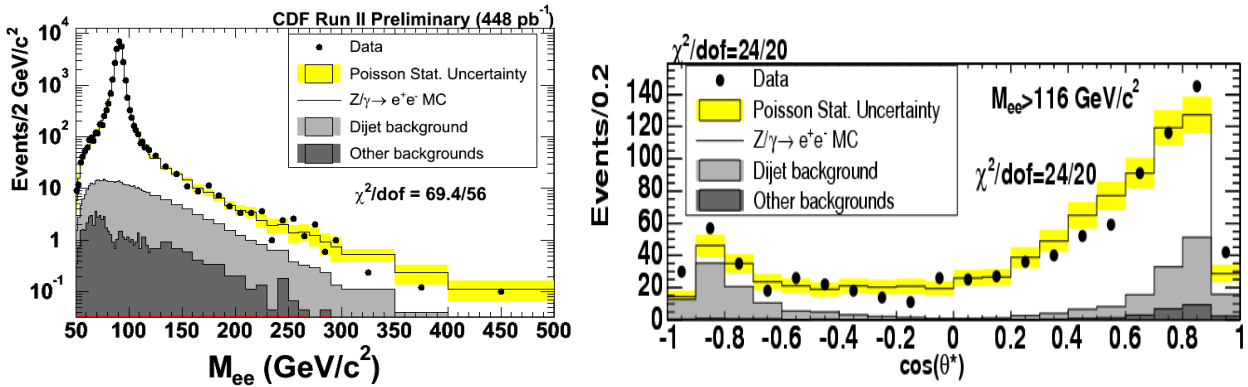 CDF Run II Preliminary (448 pb⁻¹)
Events/2 GeV/c²
10⁴
10³
10²
10
1
10⁻¹
Data
Poisson Stat. Uncertainty
Z/γ→ e⁺e⁻ MC
Dijet background
Other backgrounds
χ²/dof = 69.4/56
50 100 150 200 250 300 350 400 450 500
M_ee (GeV/c²)
χ²/dof=24/20
Events/0.2
140
120
100
80
60
40
20
0
Data
Poisson Stat. Uncertainty
Z/γ→ e⁺e⁻ MC
Dijet background
Other backgrounds
M_ee>116 GeV/c²
χ²/dof=24/20
-1 -0.8 -0.6 -0.4 -0.2 0 0.2 0.4 0.6 0.8 1
cos(θ*)